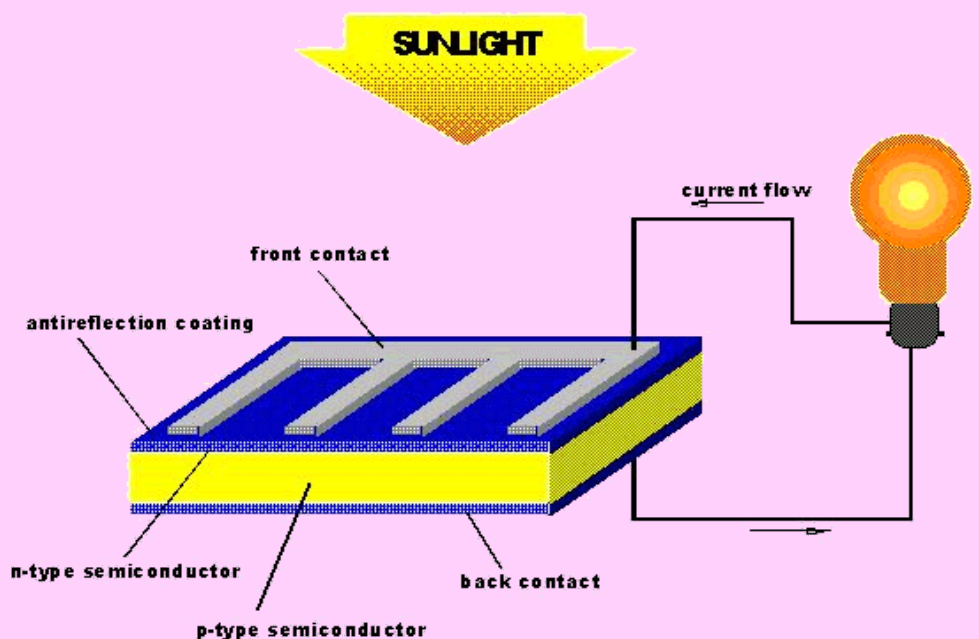 SUNLIGHT
current flow
front contact
antireflection coating
n-type semiconductor
back contact
p-type semiconductor